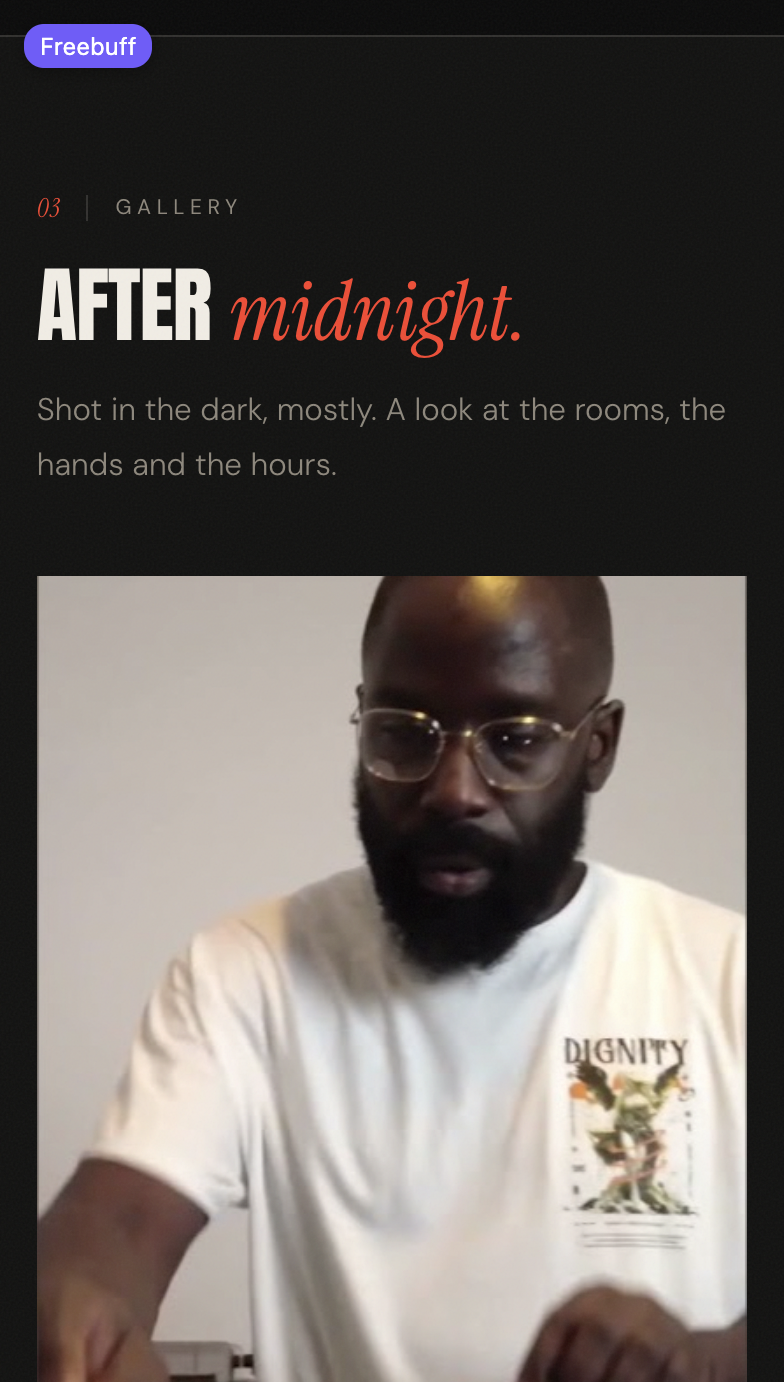 Freebuff
03 | GALLERY
AFTER midnight.
Shot in the dark, mostly. A look at the rooms, the
hands and the hours.
DIGNITY